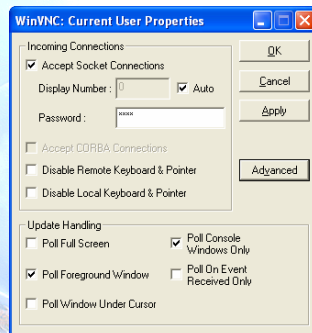 WinVNC: Current User Properties
Incoming Connections
Accept Socket Connections
Display Number : 0 Auto
Password : ××××
Accept CORBA Connections
Disable Remote Keyboard & Pointer
Disable Local Keyboard & Pointer
OK
Cancel
Apply
Advanced
Update Handling
Poll Full Screen
Poll Console
Windows Only
Poll Foreground Window
Poll On Event
Received Only
Poll Window Under Cursor